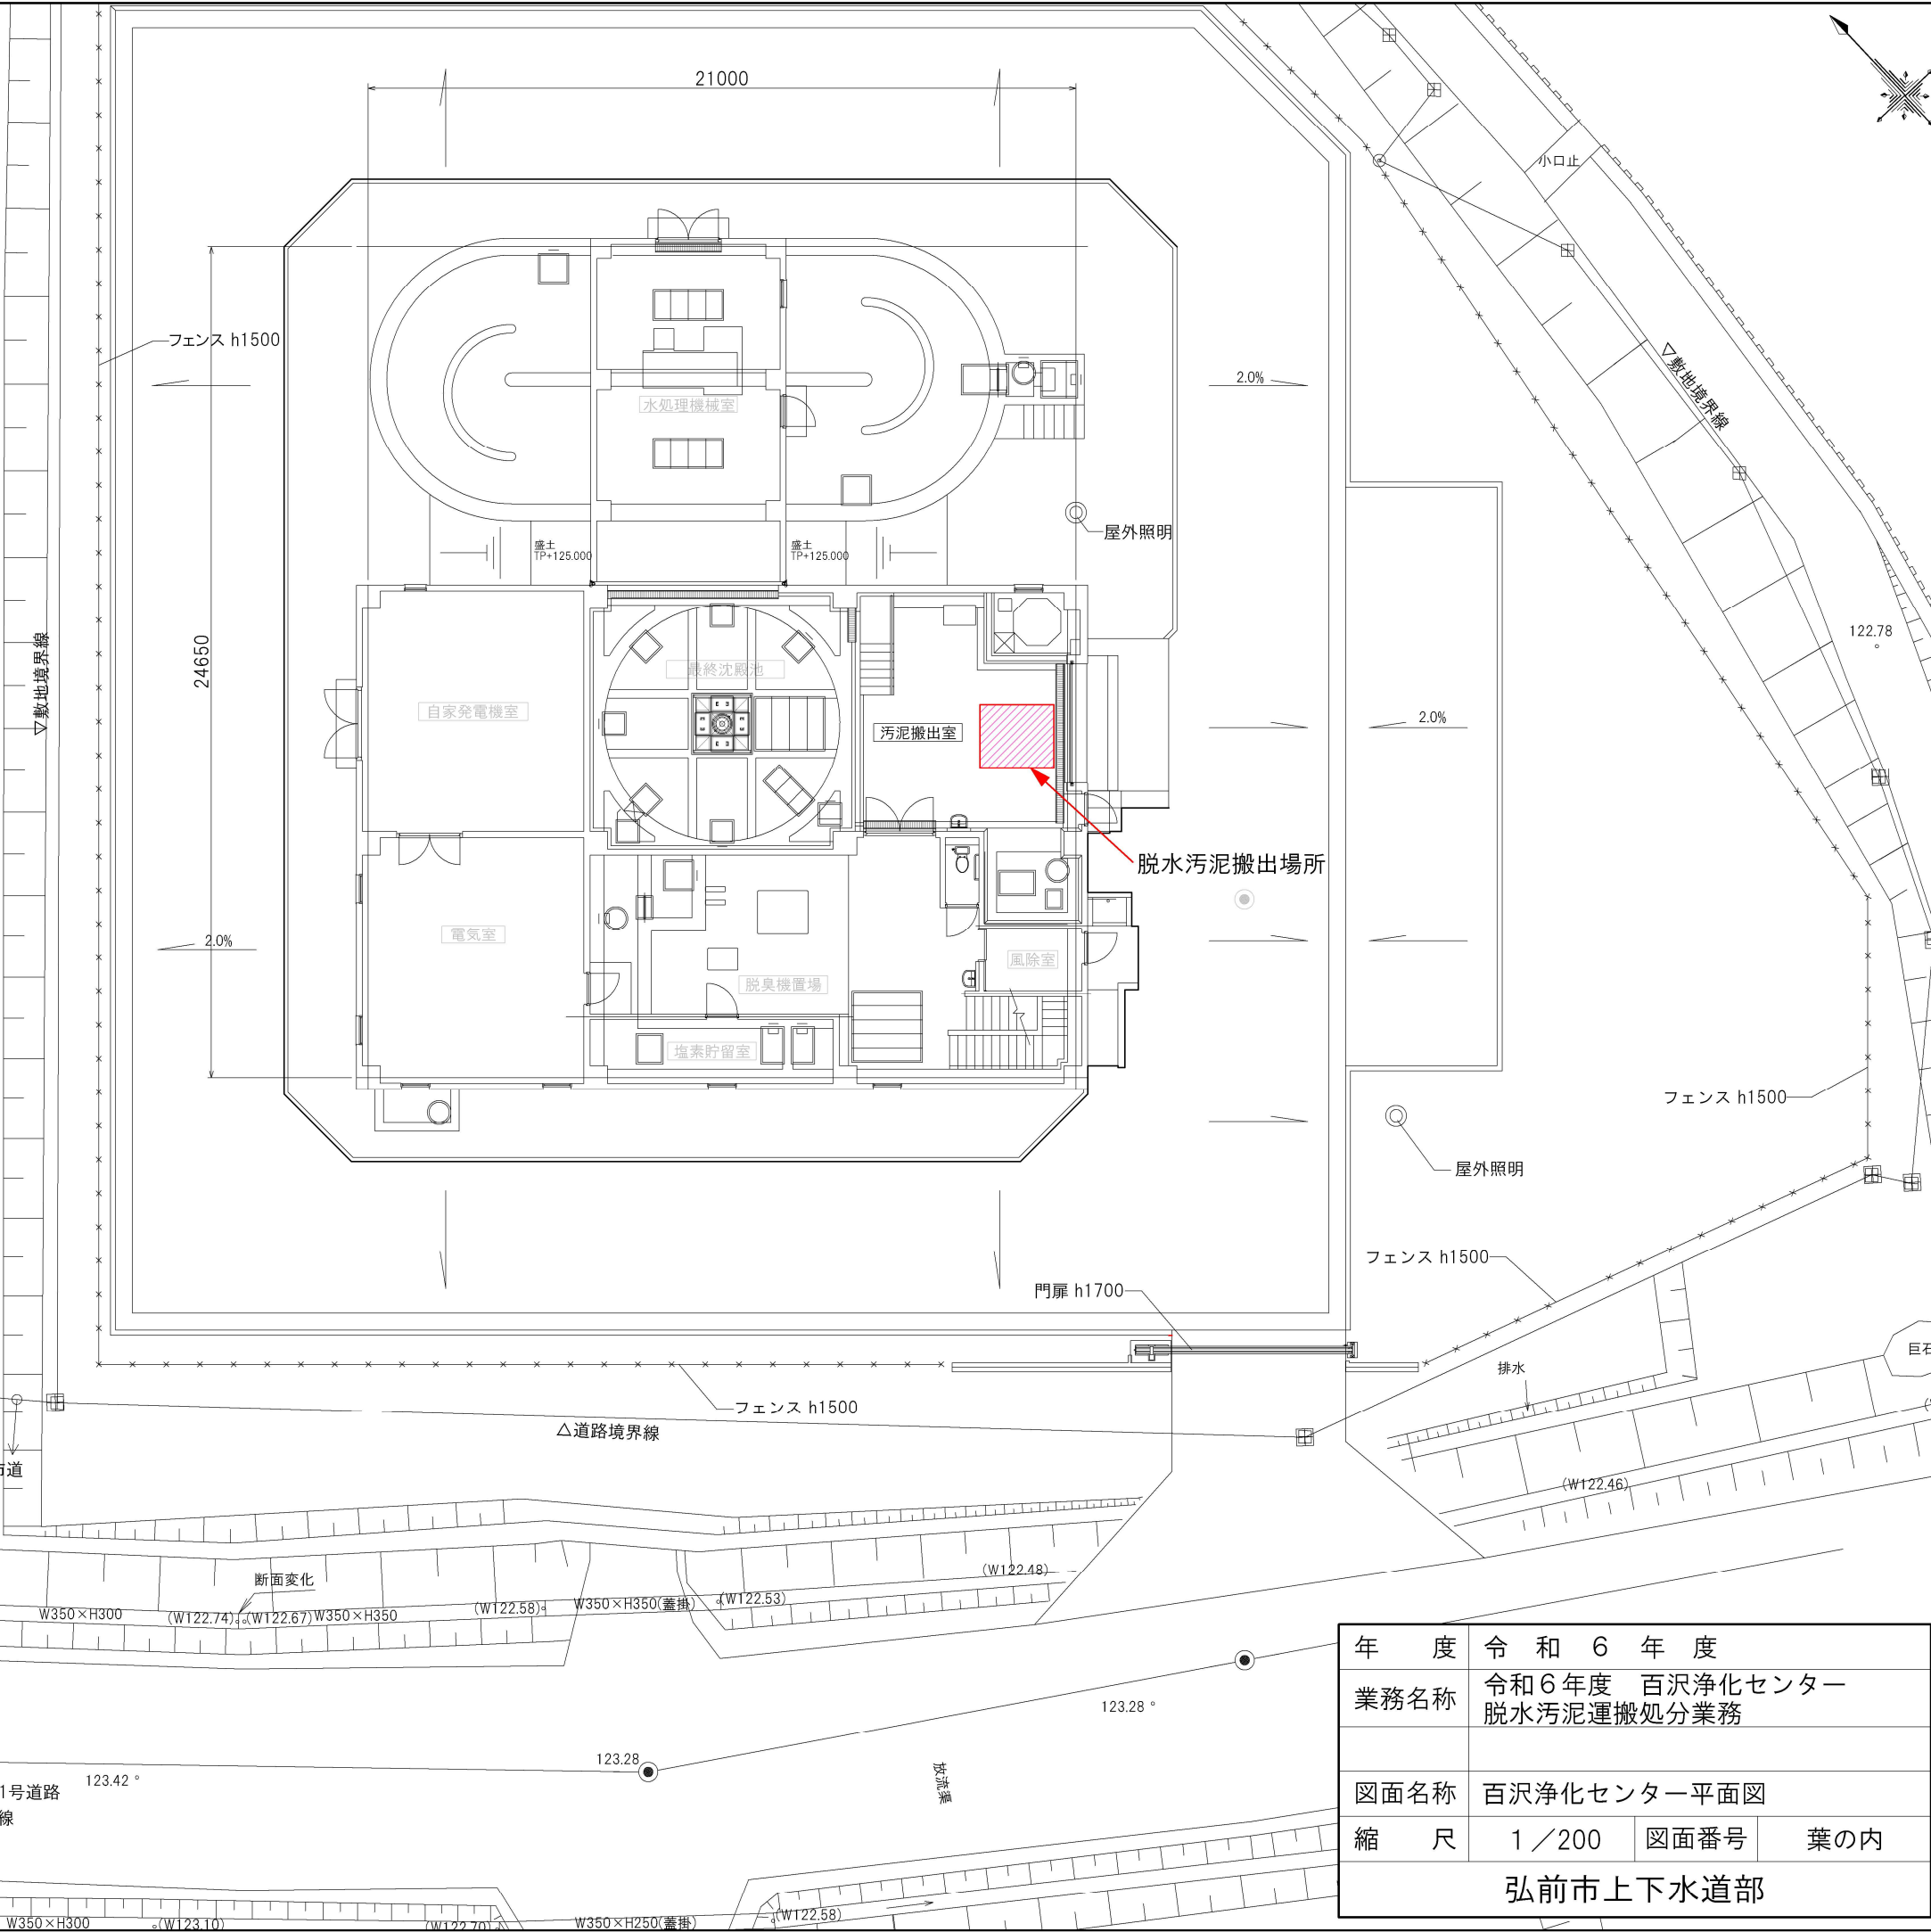 21000
小口止
フェンス h1500
2.0%
▽敷地境界線
水処理機械室
屋外照明
盛土
TP+125.000
盛土
TP+125.000
24650
▽敷地境界線
122.78
最終沈殿池
自家発電機室
汚泥搬出室
2.0%
脱水汚泥搬出場所
2.0%
電気室
風除室
脱臭機置場
塩素貯留室
フェンス h1500
屋外照明
フェンス h1500
門扉 h1700
巨石
排水
フェンス h1500
△道路境界線
市道
(W122.46)
(W122.48)
断面変化
W350×H300
(W122.74)
(W122.67)
W350×H350
(W122.58)
W350×H350(蓋掛)
(W122.53)
123.28
123.28
放流渠
123.42
1号道路
線
W350×H300
(W123.10)
(W122.70)
W350×H250(蓋掛)
(W122.58)
年度 令和6年度
業務名称 令和6年度 百沢浄化センター
脱水汚泥運搬処分業務
図面名称 百沢浄化センター平面図
縮尺 1/200 図面番号 葉の内
弘前市上下水道部